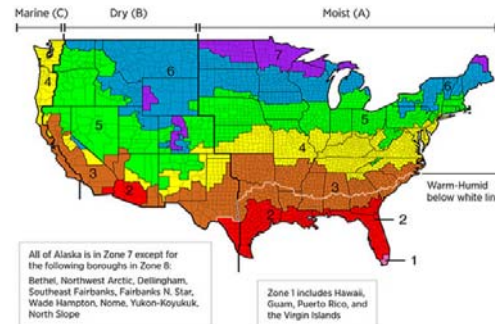 Marine (C) Dry (B) Moist (A)
7
6
6
4
5
5
4
3
3
2
2
2
1
Warm-Humid
below white lin
All of Alaska is in Zone 7 except for
the following boroughs in Zone 8:
Bethel, Northwest Arctic, Dellingham,
Southeast Fairbanks, Fairbanks N. Star,
Wade Hampton, Nome, Yukon-Koyukuk,
North Slope
Zone 1 includes Hawaii,
Guam, Puerto Rico, and
the Virgin Islands